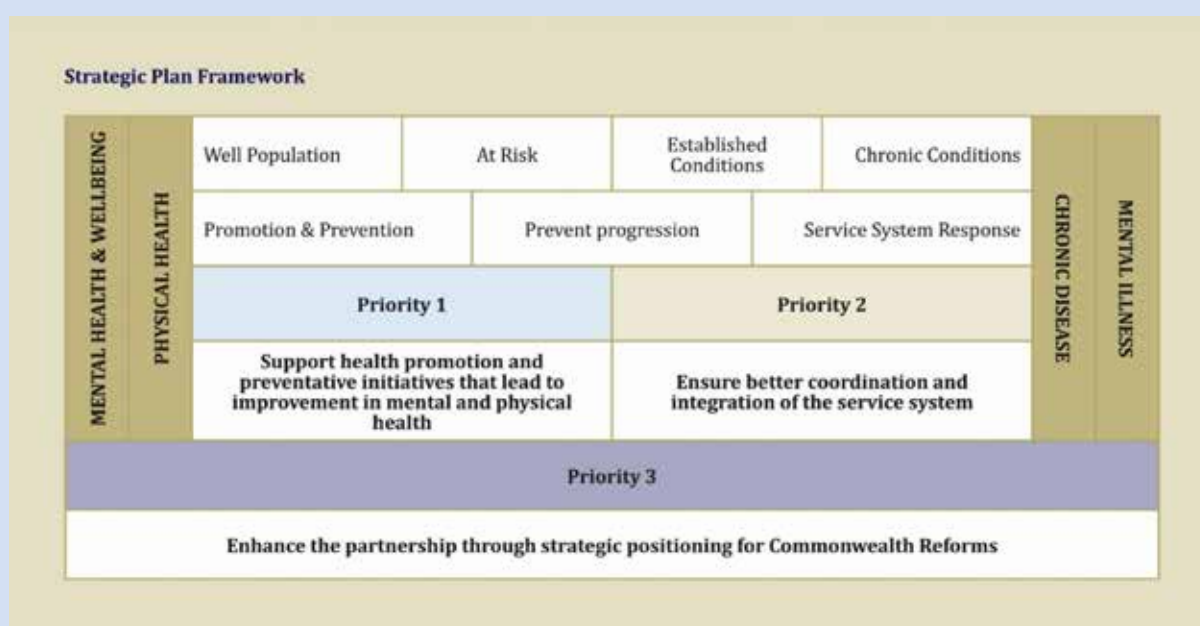 Strategic Plan Framework
MENTAL HEALTH & WELLBEING
PHYSICAL HEALTH
Well Population
At Risk
Established
Conditions
Chronic Conditions
Promotion & Prevention
Prevent progression
Service System Response
Priority 1
Priority 2
Support health promotion and
preventative initiatives that lead to
improvement in mental and physical
health
Ensure better coordination and
integration of the service system
CHRONIC DISEASE
MENTAL ILLNESS
Priority 3
Enhance the partnership through strategic positioning for Commonwealth Reforms